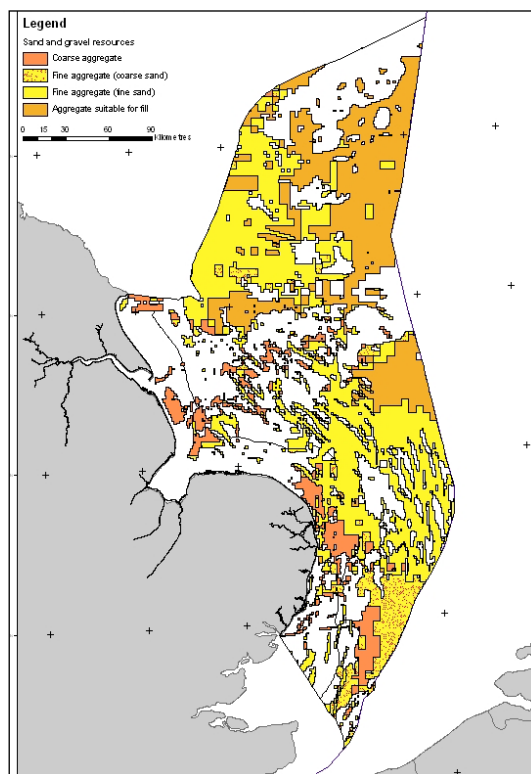 Legend
Sand and gravel resources
Coarse aggregate
Fine aggregate (coarse sand)
Fine aggregate (fine sand)
Aggregate suitable for fill
0 15 30 60 90
Kilometres